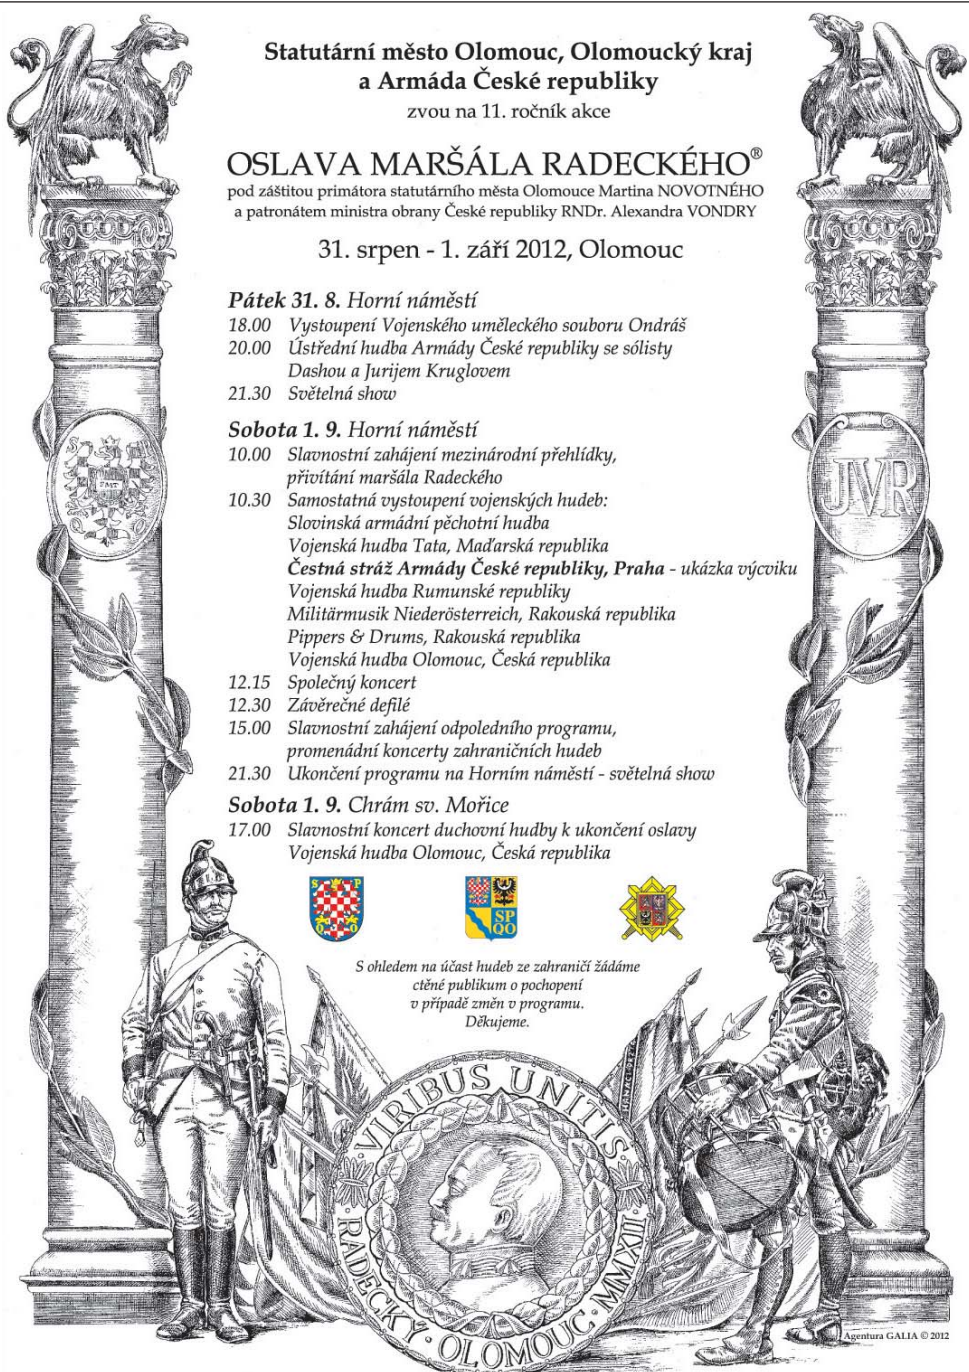 Statutární město Olomouc, Olomoucký kraj
a Armáda České republiky
zvou na 11. ročník akce
OSLAVA MARŠÁLA RADECKÉHO®
pod záštitou primátora statutárního města Olomouce Martina NOVOTNÉHO
a patronátem ministra obrany České republiky RNDr. Alexandra VONDRY
31. srpen - 1. září 2012, Olomouc
Pátek 31. 8. Horní náměstí
18.00 Vystoupení Vojenského uměleckého souboru Ondráš
20.00 Ústřední hudba Armády České republiky se sólisty
Dashou a Jurijem Kruglovem
21.30 Světelná show
Sobota 1. 9. Horní náměstí
10.00 Slavnostní zahájení mezinárodní přehlídky,
přivítání maršála Radeckého
10.30 Samostatná vystoupení vojenských hudeb:
Slovinská armádní pěchotní hudba
Vojenská hudba Tata, Maďarská republika
Čestná stráž Armády České republiky, Praha - ukázka výcviku
Vojenská hudba Rumunské republiky
Militärmusik Niederösterreich, Rakouská republika
Pippers & Drums, Rakouská republika
Vojenská hudba Olomouc, Česká republika
12.15 Společný koncert
12.30 Závěrečné defilé
15.00 Slavnostní zahájení odpoledního programu,
promenádní koncerty zahraničních hudeb
21.30 Ukončení programu na Horním náměstí - světelná show
Sobota 1. 9. Chrám sv. Mořice
17.00 Slavnostní koncert duchovní hudby k ukončení oslavy
Vojenská hudba Olomouc, Česká republika
S P
Q O
SP
QO
S ohledem na účast hudeb ze zahraničí žádáme
ctěné publikum o pochopení
v případě změn v programu.
Děkujeme.
JVR
VIRIBUS UNITIS
RADECKÝ · OLOMOUC · MMXII
Agentura GALIA © 2012